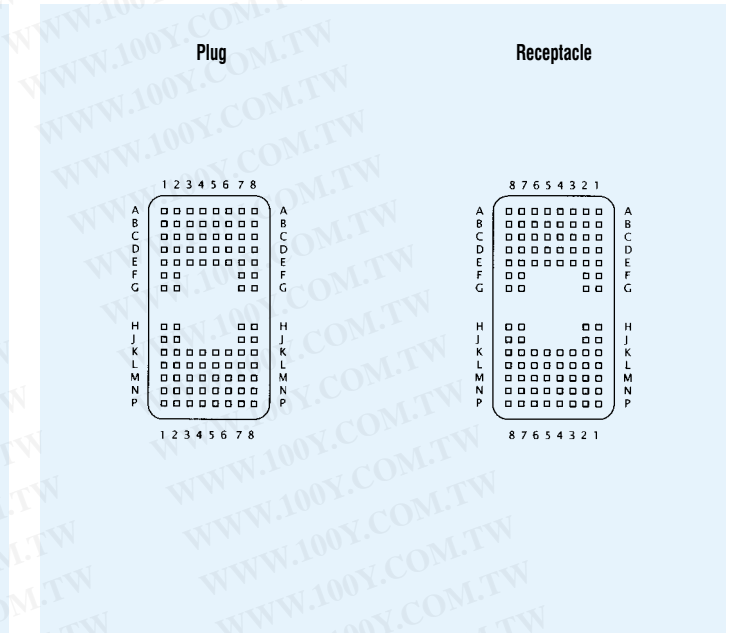 Plug Receptacle
1 2 3 4 5 6 7 8 8 7 6 5 4 3 2 1
A A A A
B B B B
C C C C
D D D D
E E E E
F F F F
G G G G
H H H H
J J J J
K K K K
L L L L
M M M M
N N N N
P P P P
1 2 3 4 5 6 7 8 8 7 6 5 4 3 2 1
WWW.100Y.COM.TW